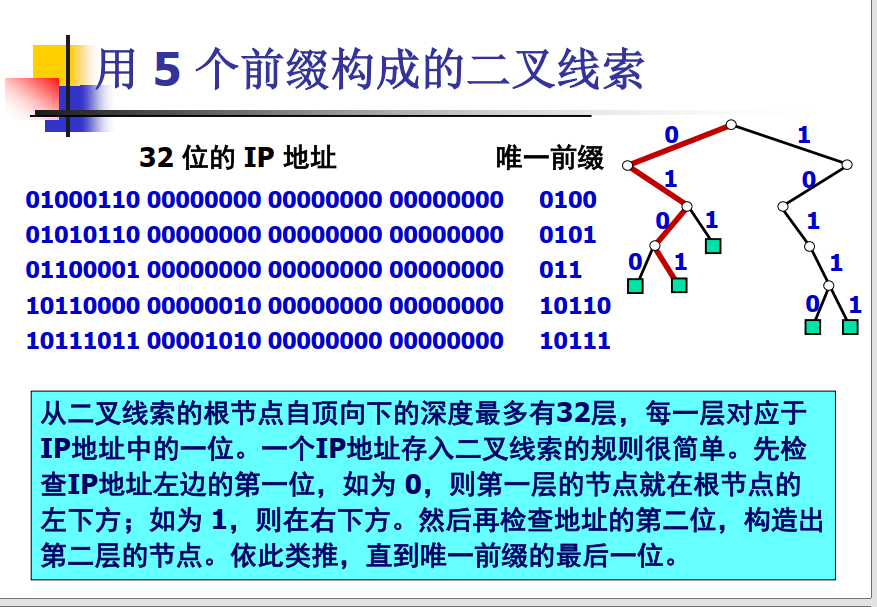 用 5 个前缀构成的二叉线索
32 位的 IP 地址 唯一前缀
01000110 00000000 00000000 00000000 0100
01010110 00000000 00000000 00000000 0101
01100001 00000000 00000000 00000000 011
10110000 00000010 00000000 00000000 10110
10111011 00001010 00000000 00000000 10111
0 1
1 0
0 1 1
0 1 1
0 1
从二叉线索的根节点自顶向下的深度最多有32层，每一层对应于
IP地址中的一位。一个IP地址存入二叉线索的规则很简单。先检
查IP地址左边的第一位，如为 0，则第一层的节点就在根节点的
左下方；如为 1，则在右下方。然后再检查地址的第二位，构造出
第二层的节点。依此类推，直到唯一前缀的最后一位。